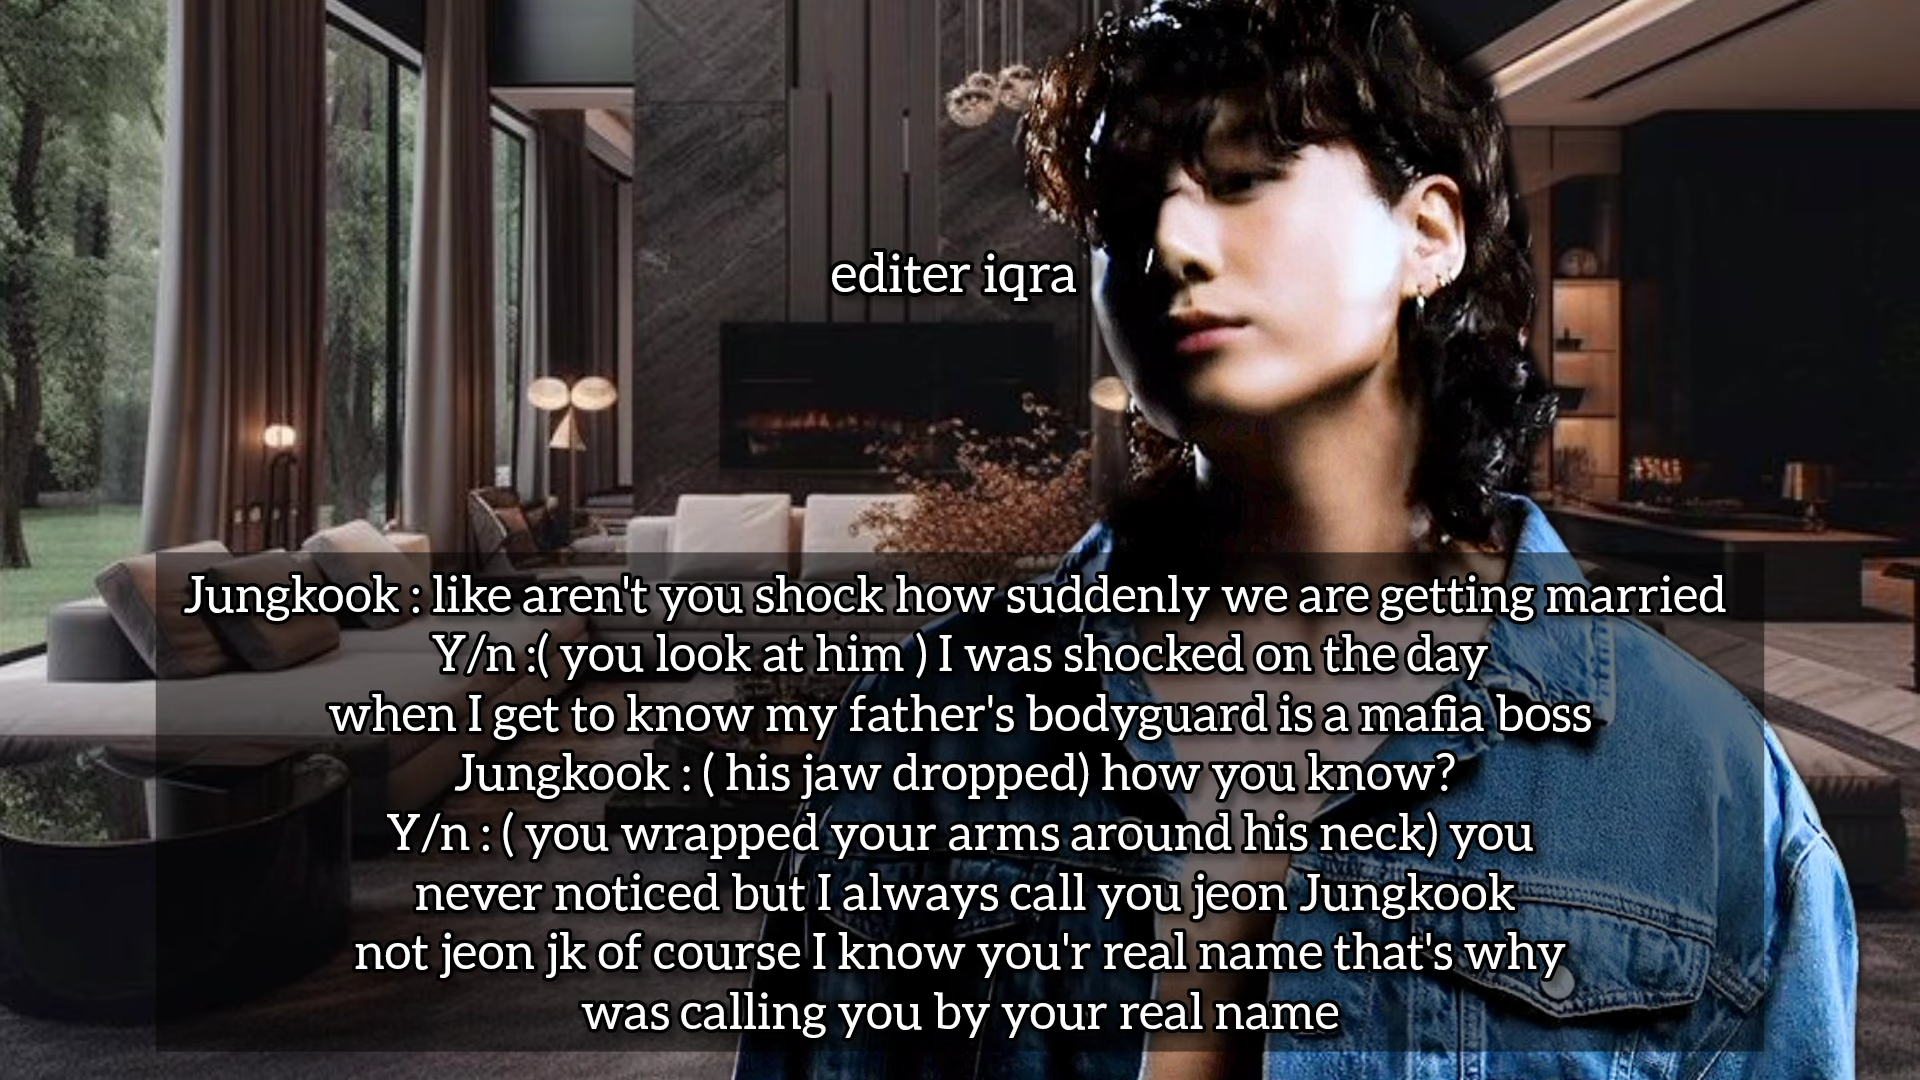 editer iqra
Jungkook : like aren't you shock how suddenly we are getting married
Y/n :( you look at him ) I was shocked on the day
when I get to know my father's bodyguard is a mafia boss
Jungkook : ( his jaw dropped) how you know?
Y/n : ( you wrapped your arms around his neck) you
never noticed but I always call you jeon Jungkook
not jeon jk of course I know you'r real name that's why
was calling you by your real name